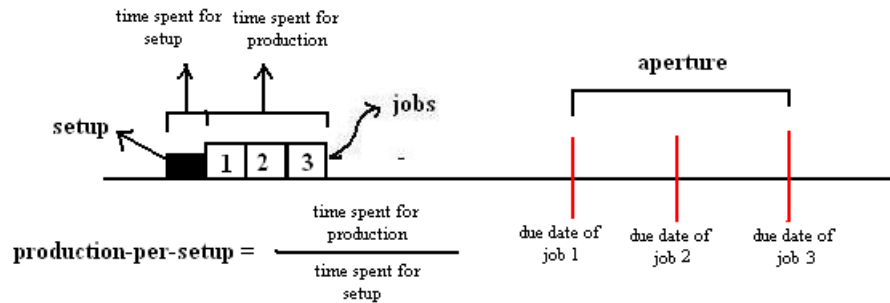 time spent for
setup
time spent for
production
aperture
setup
jobs
1 2 3
-
due date of
job 1
due date of
job 2
due date of
job 3
production-per-setup =
time spent for
production
time spent for
setup